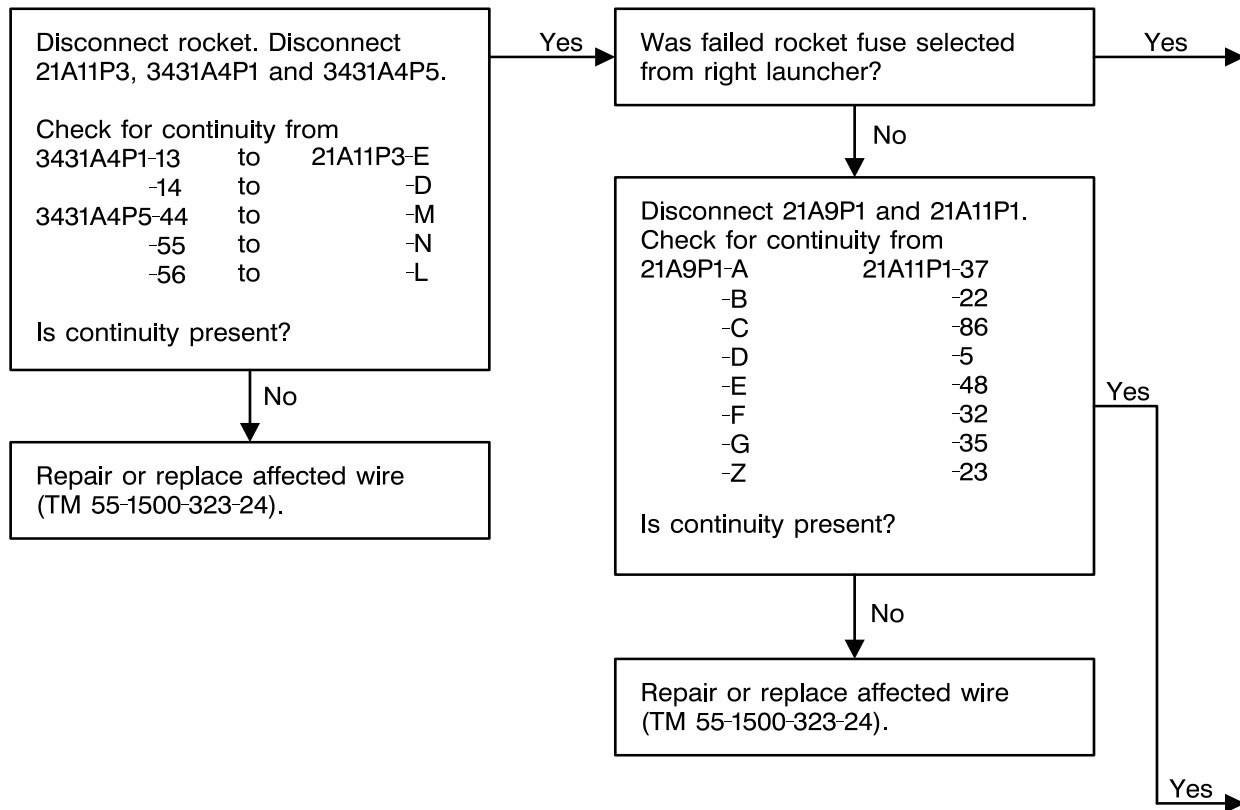 Disconnect rocket. Disconnect
21A11P3, 3431A4P1 and 3431A4P5.
Check for continuity from
3431A4P1-13 to 21A11P3-E
-14 to -D
3431A4P5-44 to -M
-55 to -N
-56 to -L
Is continuity present?
Yes
No
Repair or replace affected wire
(TM 55-1500-323-24).
Was failed rocket fuse selected
from right launcher?
Yes
No
Disconnect 21A9P1 and 21A11P1.
Check for continuity from
21A9P1-A 21A11P1-37
-B -22
-C -86
-D -5
-E -48
-F -32
-G -35
-Z -23
Is continuity present?
Yes
No
Repair or replace affected wire
(TM 55-1500-323-24).
Yes